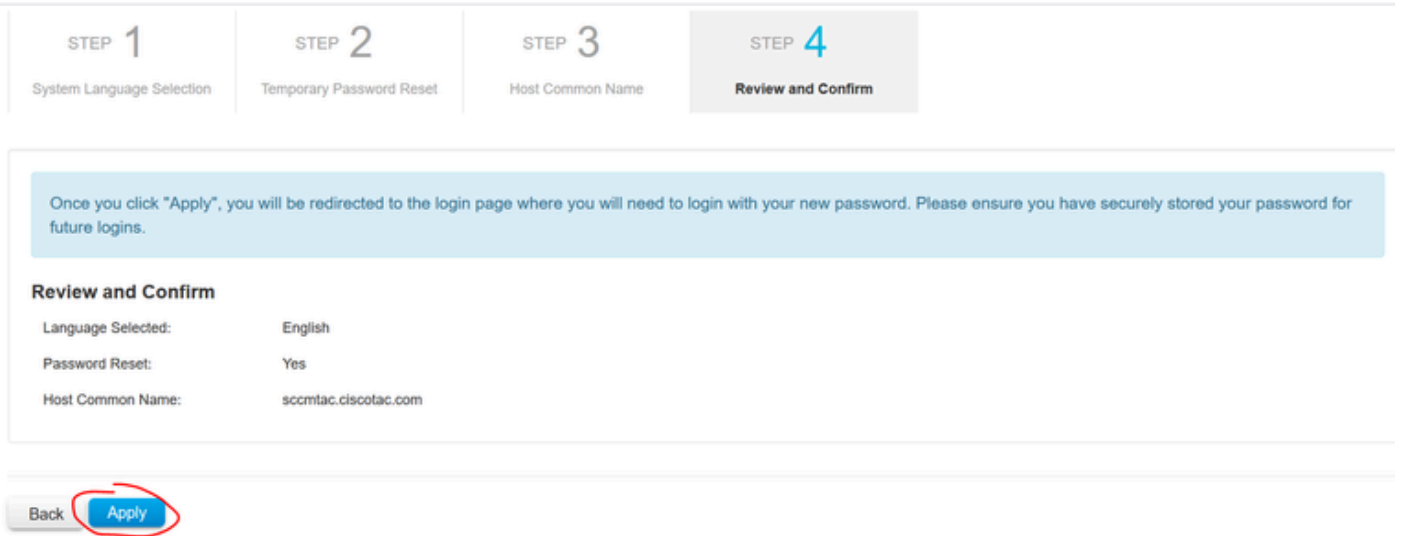 STEP 1
System Language Selection
STEP 2
Temporary Password Reset
STEP 3
Host Common Name
STEP 4
Review and Confirm
Once you click "Apply", you will be redirected to the login page where you will need to login with your new password. Please ensure you have securely stored your password for
future logins.
Review and Confirm
Language Selected: English
Password Reset: Yes
Host Common Name: sccmtac.ciscotac.com
Back Apply